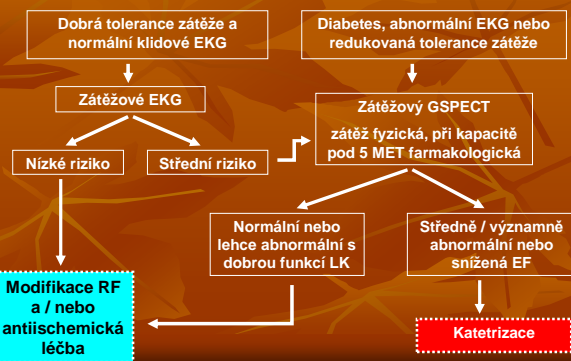 Dobrá tolerance zátěže a
normální klidové EKG
Diabetes, abnormální EKG nebo
redukovaná tolerance zátěže
Zátěžové EKG
Zátěžový GSPECT
zátěž fyzická, při kapacitě
pod 5 MET farmakologická
Nízké riziko
Střední riziko
Normální nebo
lehce abnormální s
dobrou funkcí LK
Středně / významně
abnormální nebo
snížená EF
Modifikace RF
a / nebo
antiischemická
léčba
Katetrizace